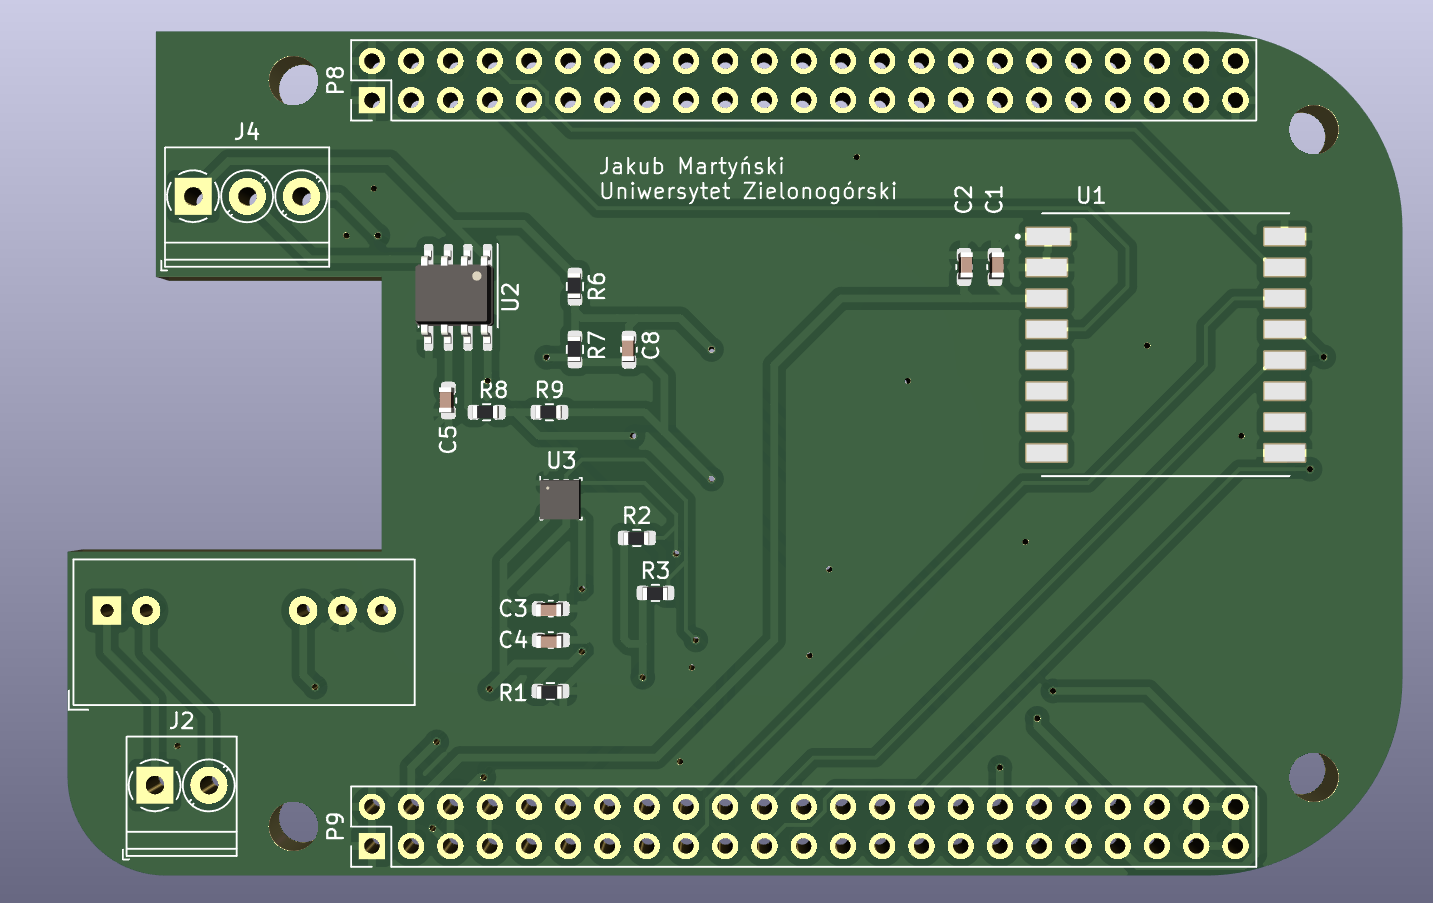 P8
J4
Jakub Martyński
Uniwersytet Zielonogórski
C2
C1
U1
U2
R6
R7
C8
R8
R9
C5
U3
R2
R3
C3
C4
R1
J2
P9